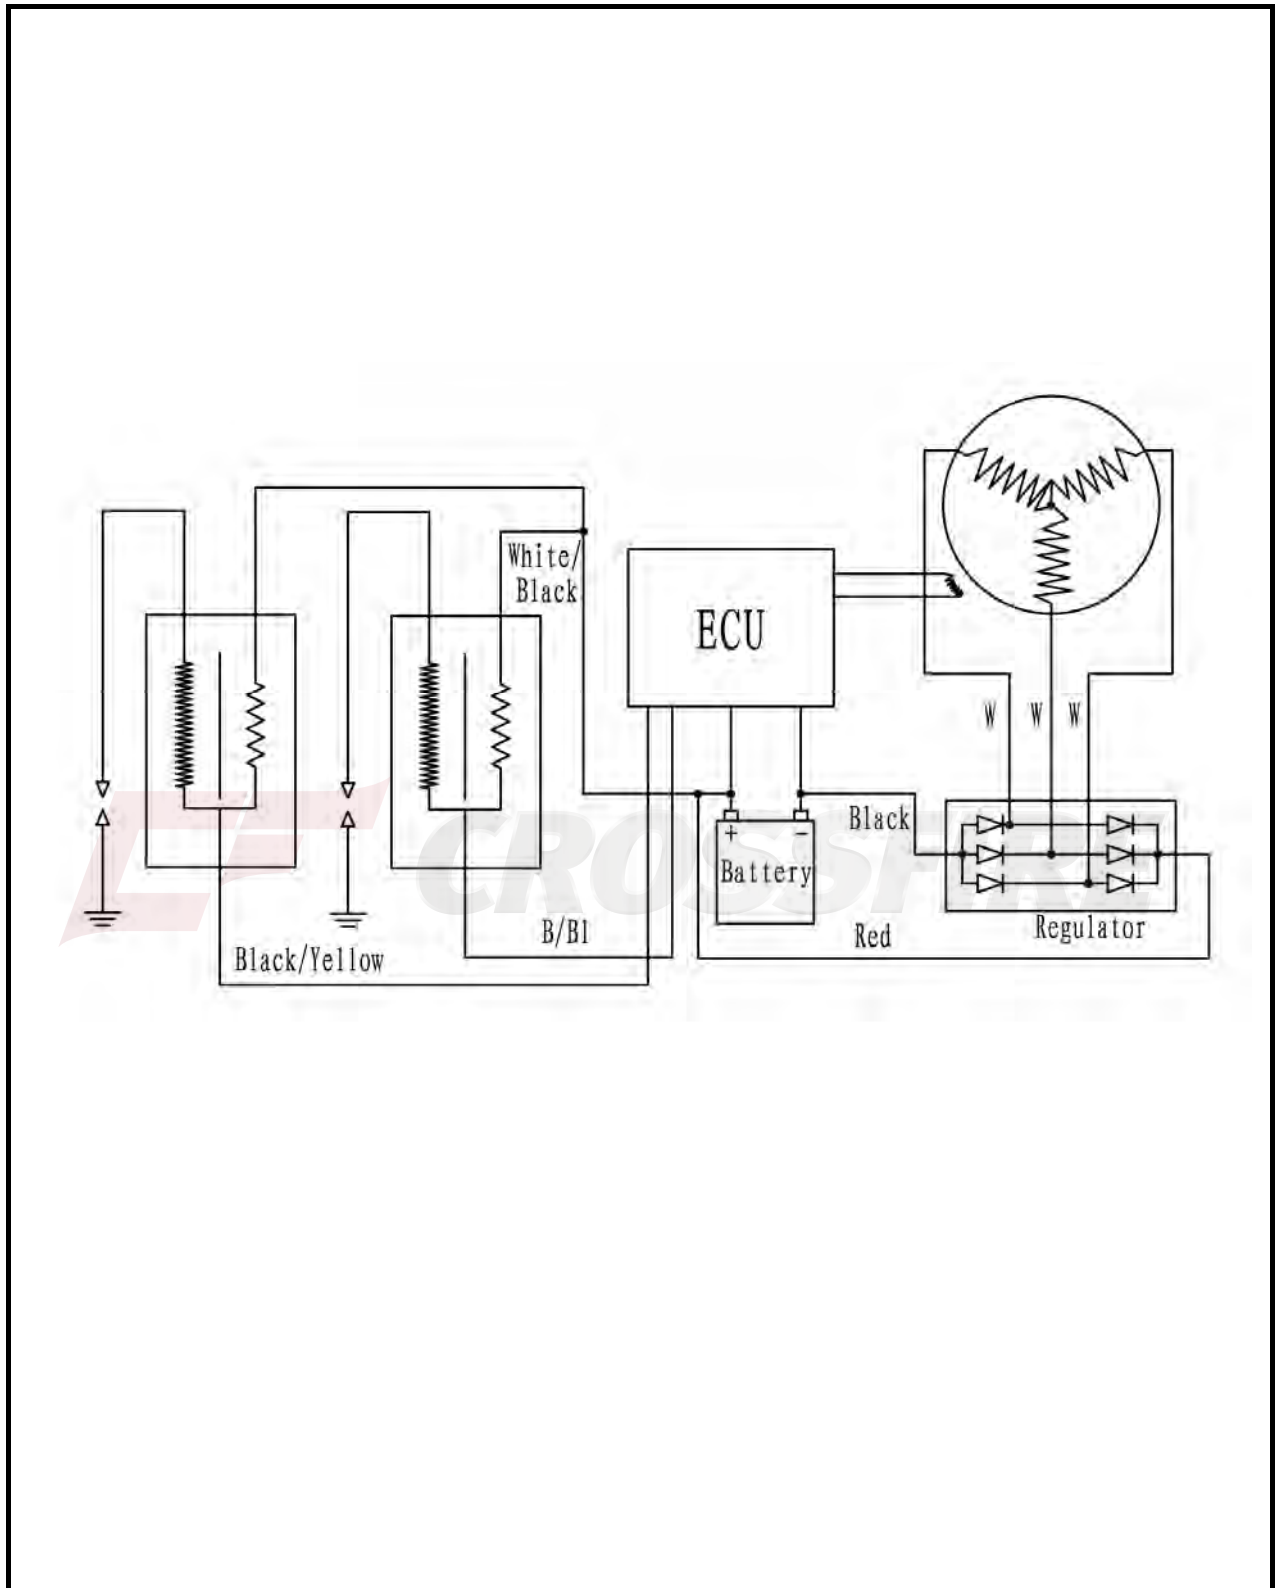 White/
Black
ECU
W W W
Black
+ −
Battery
Regulator
B/Bl
Red
Black/Yellow
CROSSFIRE